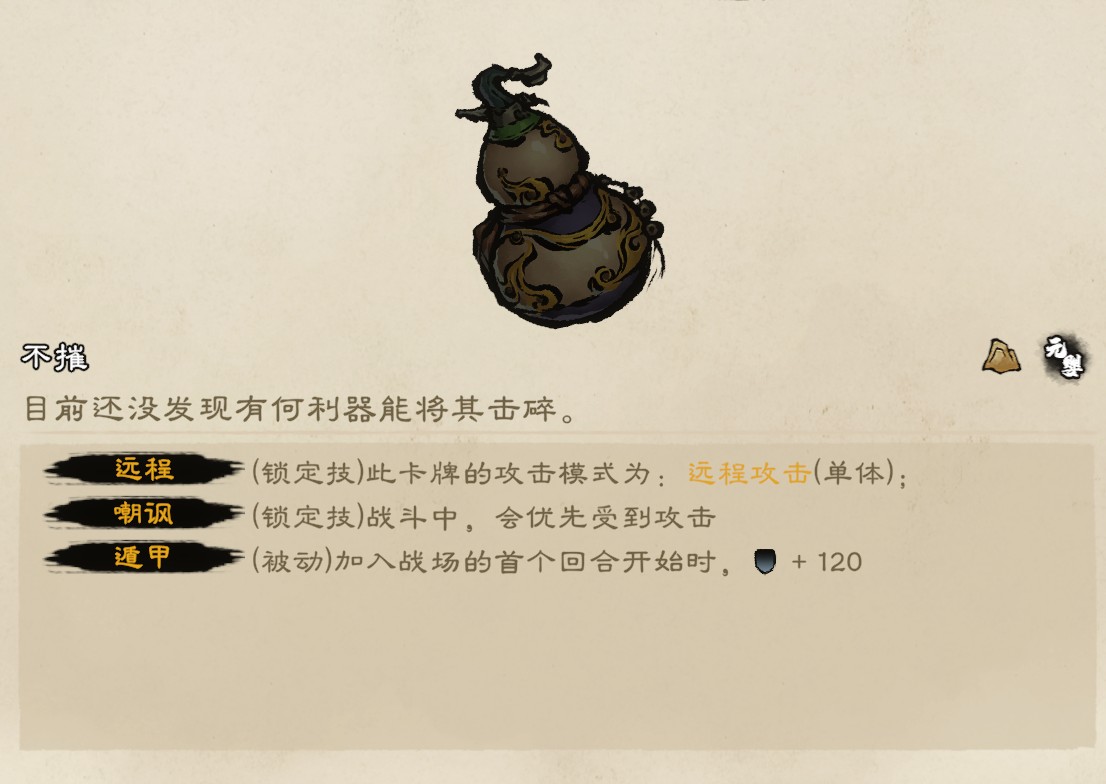 不摧
元婴
目前还没发现有何利器能将其击碎。
远程 (锁定技)此卡牌的攻击模式为：远程攻击(单体)；
嘲讽 (锁定技)战斗中，会优先受到攻击
遁甲 (被动)加入战场的首个回合开始时， + 120